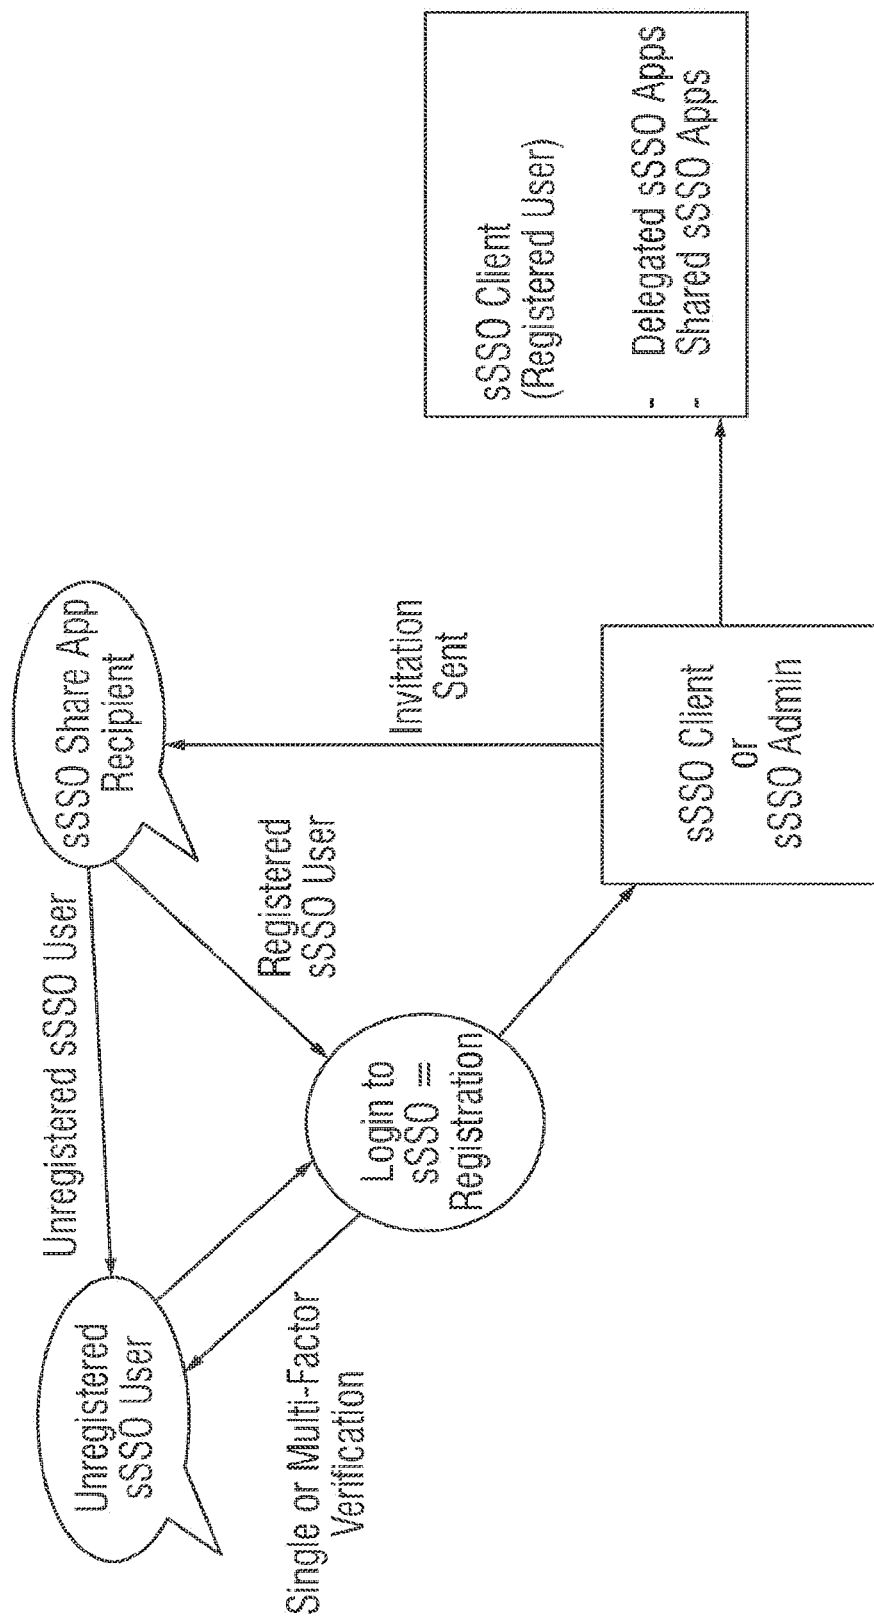 Unregistered
sSSO User
Unregistered sSSO User
sSSO Share App
Recipient
Single or Multi-Factor
Verification
Login to
sSSO =
Registration
Registered
sSSO User
Invitation
Sent
sSSO Client
or
sSSO Admin
sSSO Client
(Registered User)
- Delegated sSSO Apps
- Shared sSSO Apps